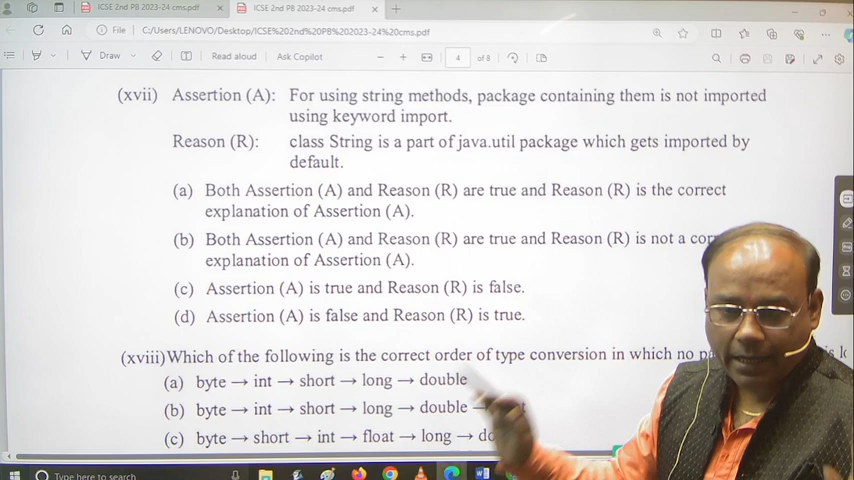 ICSE 2nd PB 2023-24 cms.pdf
ICSE 2nd PB 2023-24 cms.pdf
File C:/Users/LENOVO/Desktop/ICSE%202nd%20PB%202023-24%20cms.pdf
Draw Read aloud Ask Copilot 4 of 8
(xvii) Assertion (A): For using string methods, package containing them is not imported
using keyword import.
Reason (R): class String is a part of java.util package which gets imported by
default.
(a) Both Assertion (A) and Reason (R) are true and Reason (R) is the correct
explanation of Assertion (A).
(b) Both Assertion (A) and Reason (R) are true and Reason (R) is not a
explanation of Assertion (A).
(c) Assertion (A) is true and Reason (R) is false.
(d) Assertion (A) is false and Reason (R) is true.
(xviii) Which of the following is the correct order of type conversion in which no
(a) byte → int → short → long → double
(b) byte → int → short → long → double →
(c) byte → short → int → float → long →
Type here to search